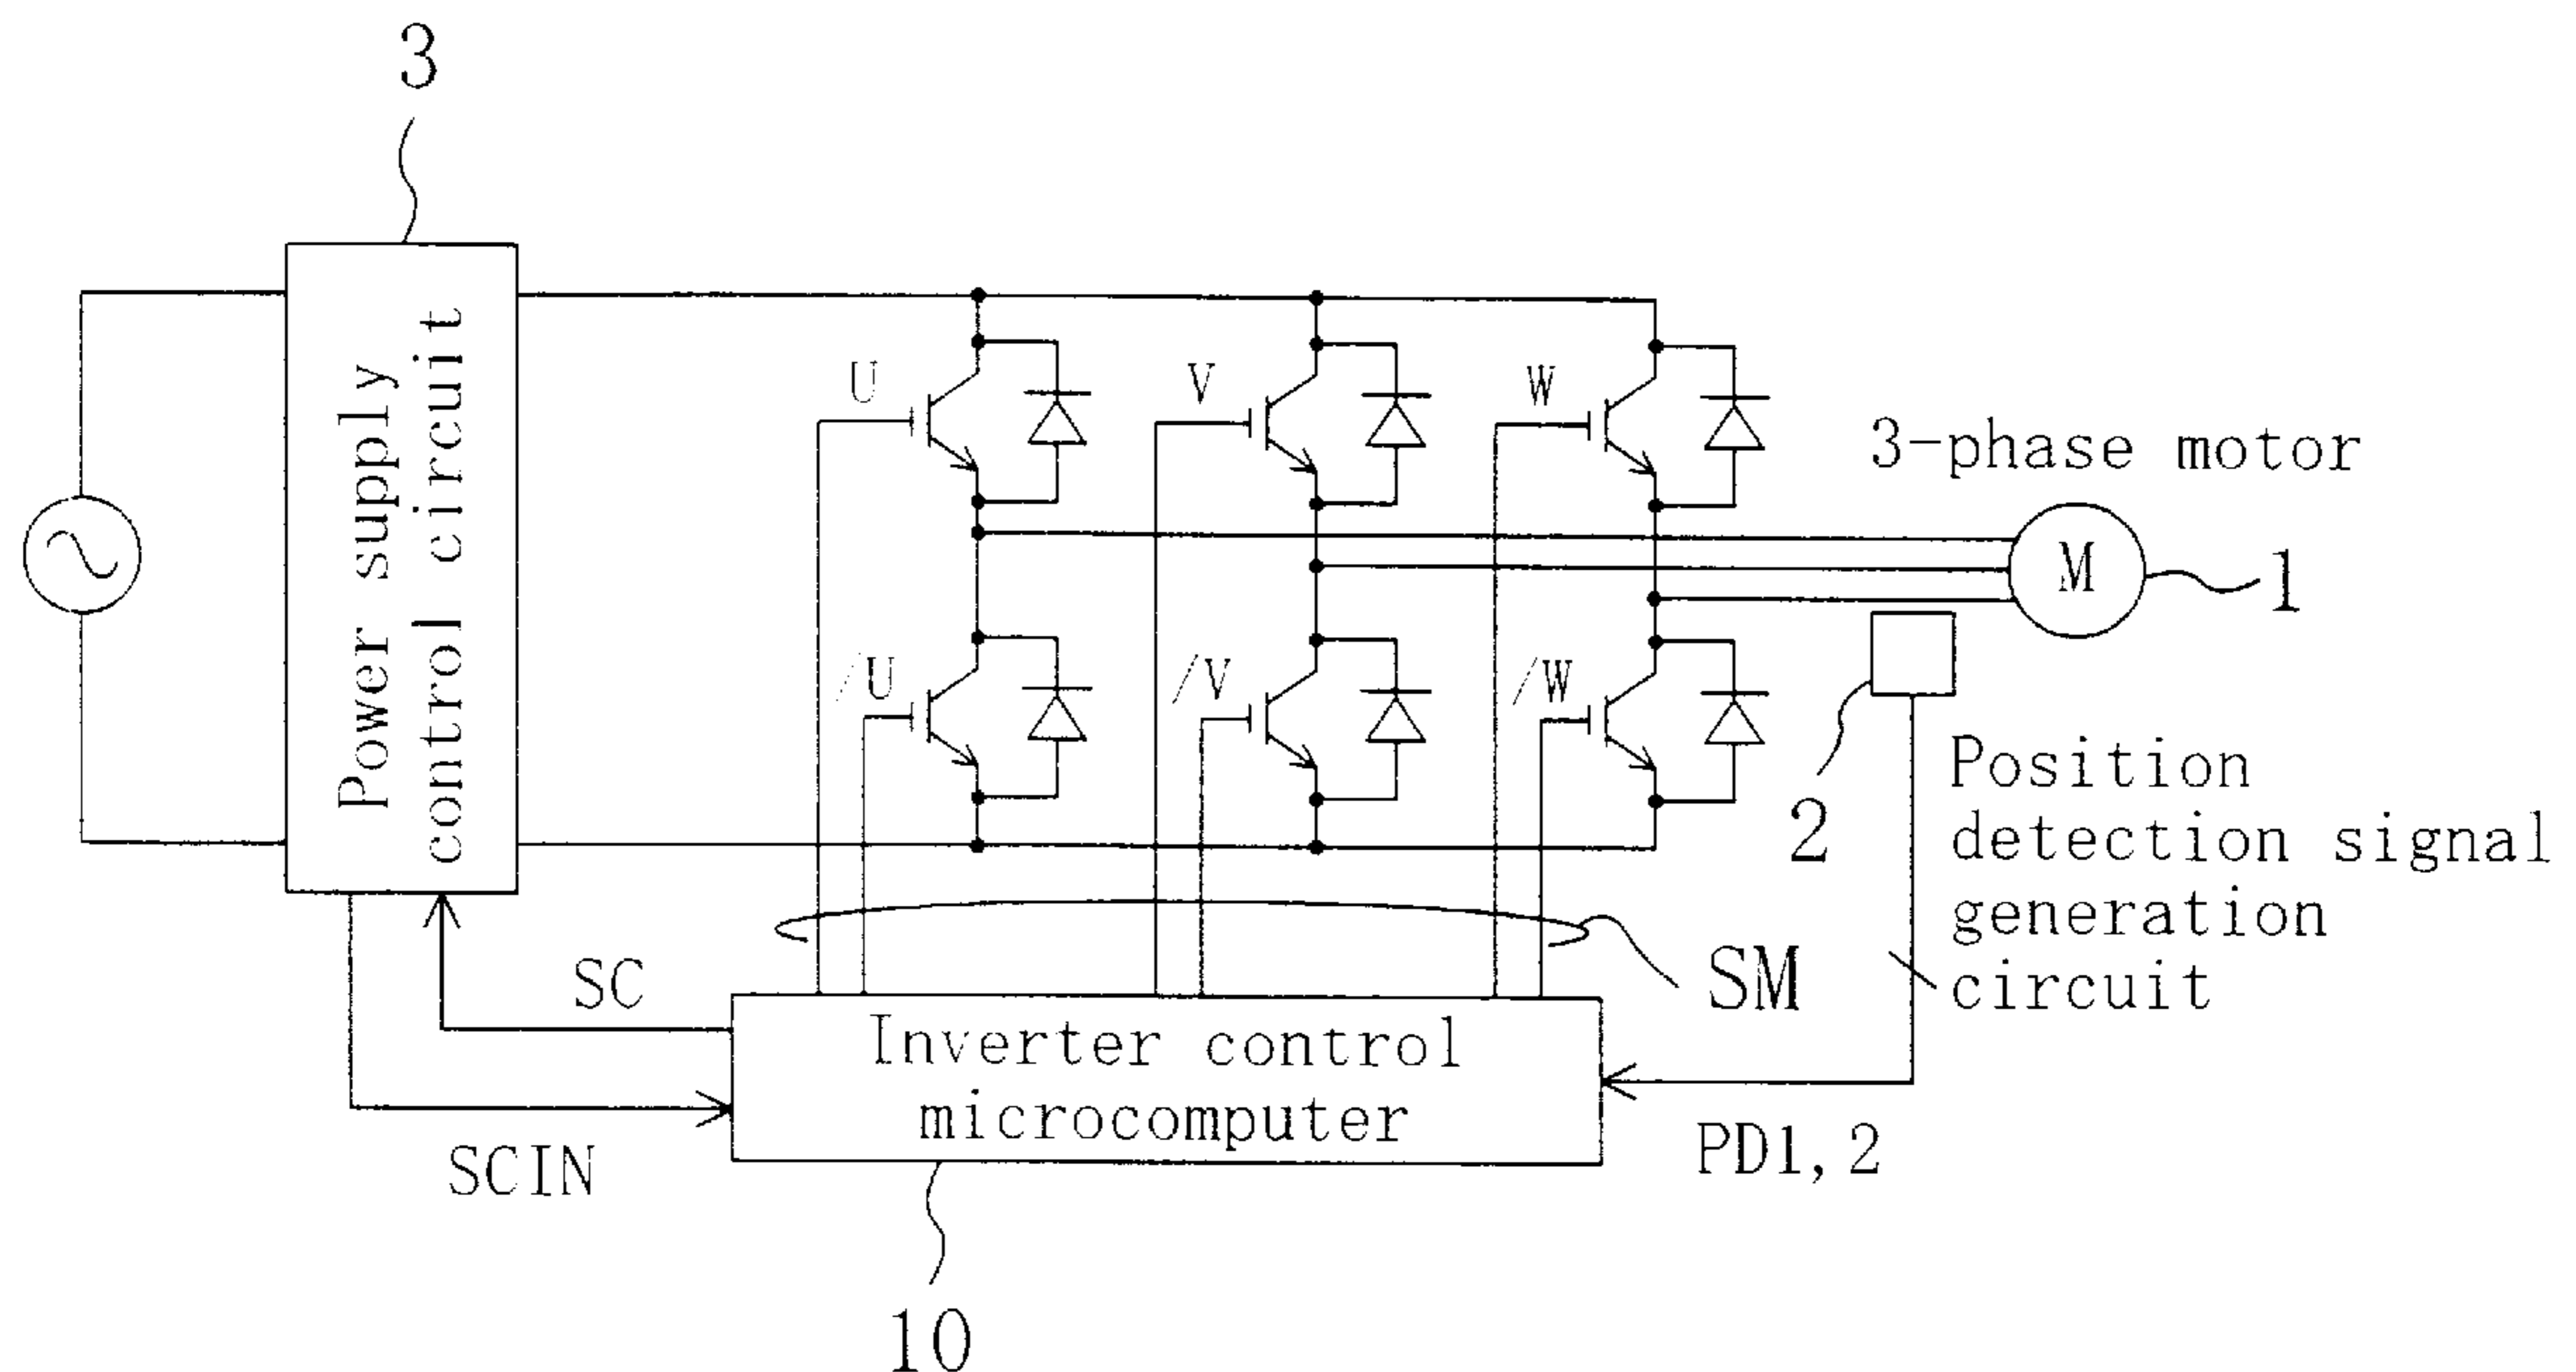 3
Power supply
control circuit
U
V
W
3-phase motor
M
1
/U
/V
/W
2
Position
detection signal
generation
circuit
SC
SM
Inverter control
microcomputer
SCIN
PD1, 2
10